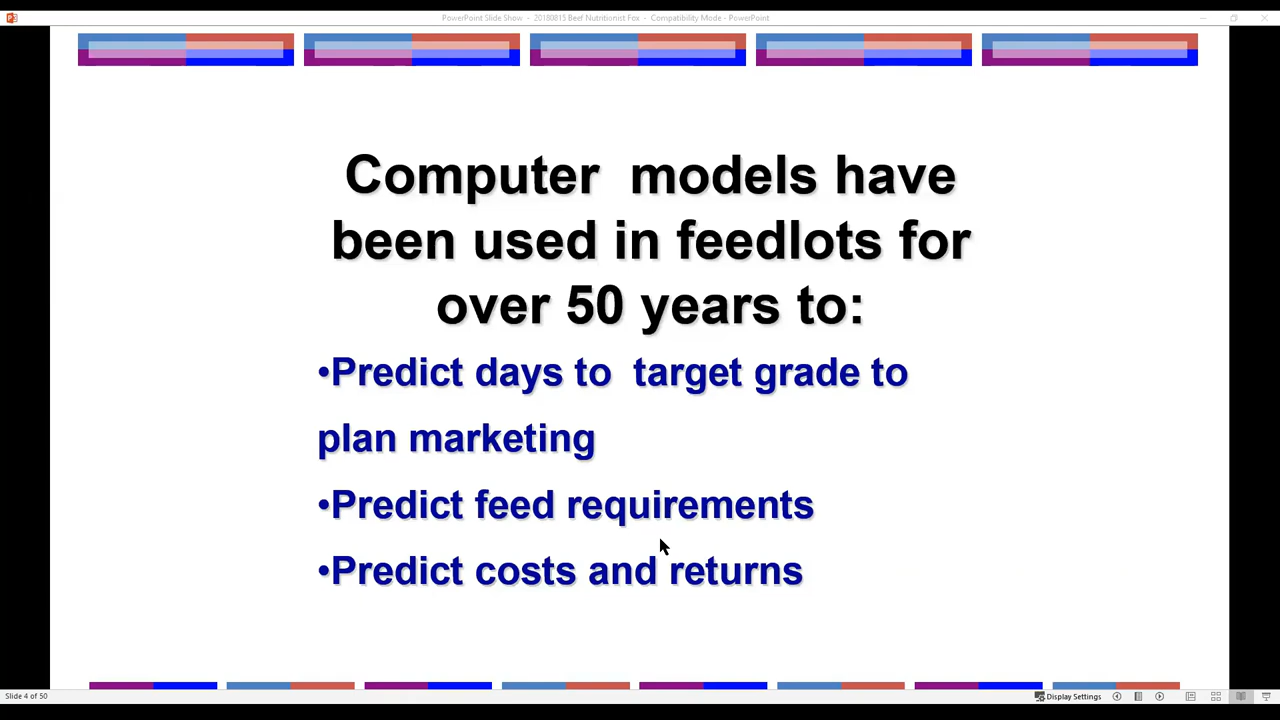 PowerPoint Slide Show - 20180815 Beef Nutritionist Fox - Compatibility Mode - PowerPoint
Computer models have
been used in feedlots for
over 50 years to:
•Predict days to target grade to
plan marketing
•Predict feed requirements
•Predict costs and returns
Slide 4 of 50
Display Settings